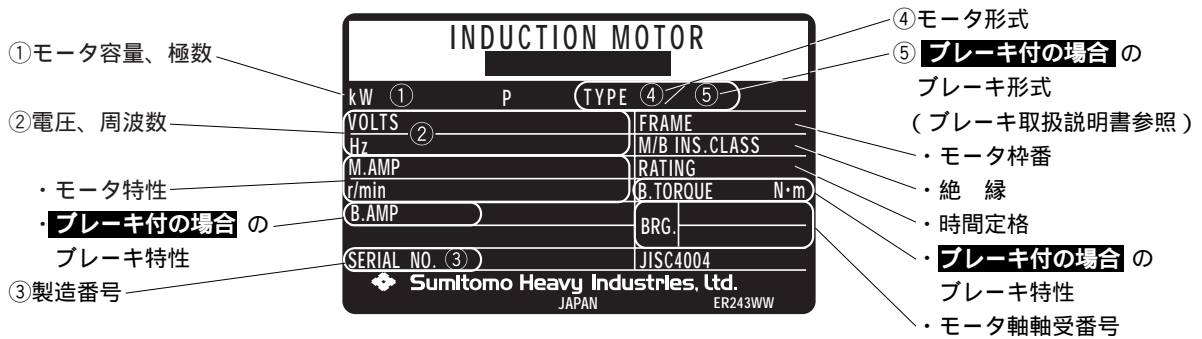 ①モータ容量、極数
②電圧、周波数
・モータ特性
・ブレーキ付の場合 の
ブレーキ特性
③製造番号
INDUCTION MOTOR
kW ① P TYPE ④ ⑤
VOLTS ② FRAME
Hz M/B INS.CLASS
M.AMP RATING
r/min B.TORQUE N・m
B.AMP BRG.
SERIAL NO. ③ JISC4004
Sumitomo Heavy Industries, Ltd.
JAPAN ER243WW
④モータ形式
⑤ ブレーキ付の場合 の
ブレーキ形式
(ブレーキ取扱説明書参照)
・モータ枠番
・絶 縁
・時間定格
・ブレーキ付の場合 の
ブレーキ特性
・モータ軸軸受番号